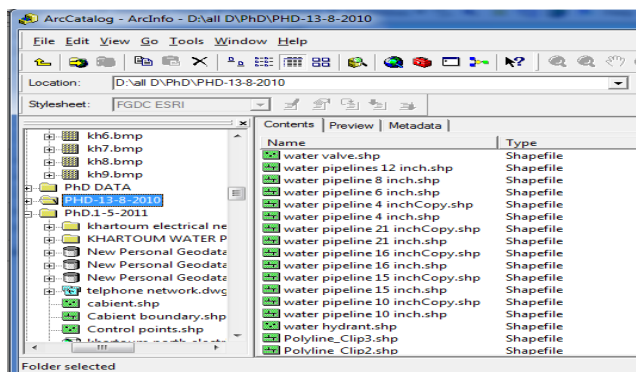 ArcCatalog - ArcInfo - D:\all D\PhD\PHD-13-8-2010
File Edit View Go Tools Window Help
Location: D:\all D\PhD\PHD-13-8-2010
Stylesheet: FGDC ESRI
kh6.bmp
kh7.bmp
kh8.bmp
kh9.bmp
PhD DATA
PHD-13-8-2010
PhD.1-5-2011
khartoum electrical ne
KHARTOUM WATER P
New Personal Geodata
New Personal Geodata
New Personal Geodata
telphone network.dwg
cabient.shp
Cabient boundary.shp
Control points.shp
Contents Preview Metadata
Name Type
water valve.shp Shapefile
water pipelines 12 inch.shp Shapefile
water pipeline 8 inch.shp Shapefile
water pipeline 6 inch.shp Shapefile
water pipeline 4 inchCopy.shp Shapefile
water pipeline 4 inch.shp Shapefile
water pipeline 21 inchCopy.shp Shapefile
water pipeline 21 inch.shp Shapefile
water pipeline 16 inchCopy.shp Shapefile
water pipeline 16 inch.shp Shapefile
water pipeline 15 inchCopy.shp Shapefile
water pipeline 15 inch.shp Shapefile
water pipeline 10 inchCopy.shp Shapefile
water pipeline 10 inch.shp Shapefile
water hydrant.shp Shapefile
Polyline_Clip3.shp Shapefile
Polyline_Clip2.shp Shapefile
Folder selected